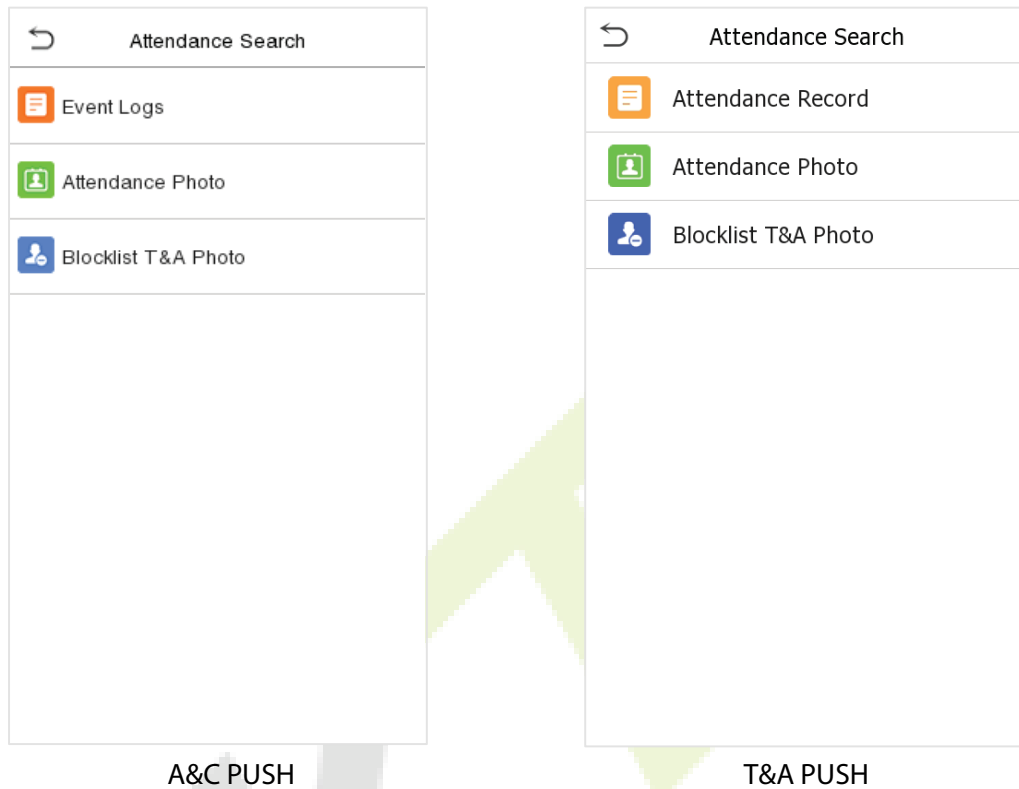 Attendance Search
Event Logs
Attendance Photo
Blocklist T&A Photo
A&C PUSH
Attendance Search
Attendance Record
Attendance Photo
Blocklist T&A Photo
T&A PUSH